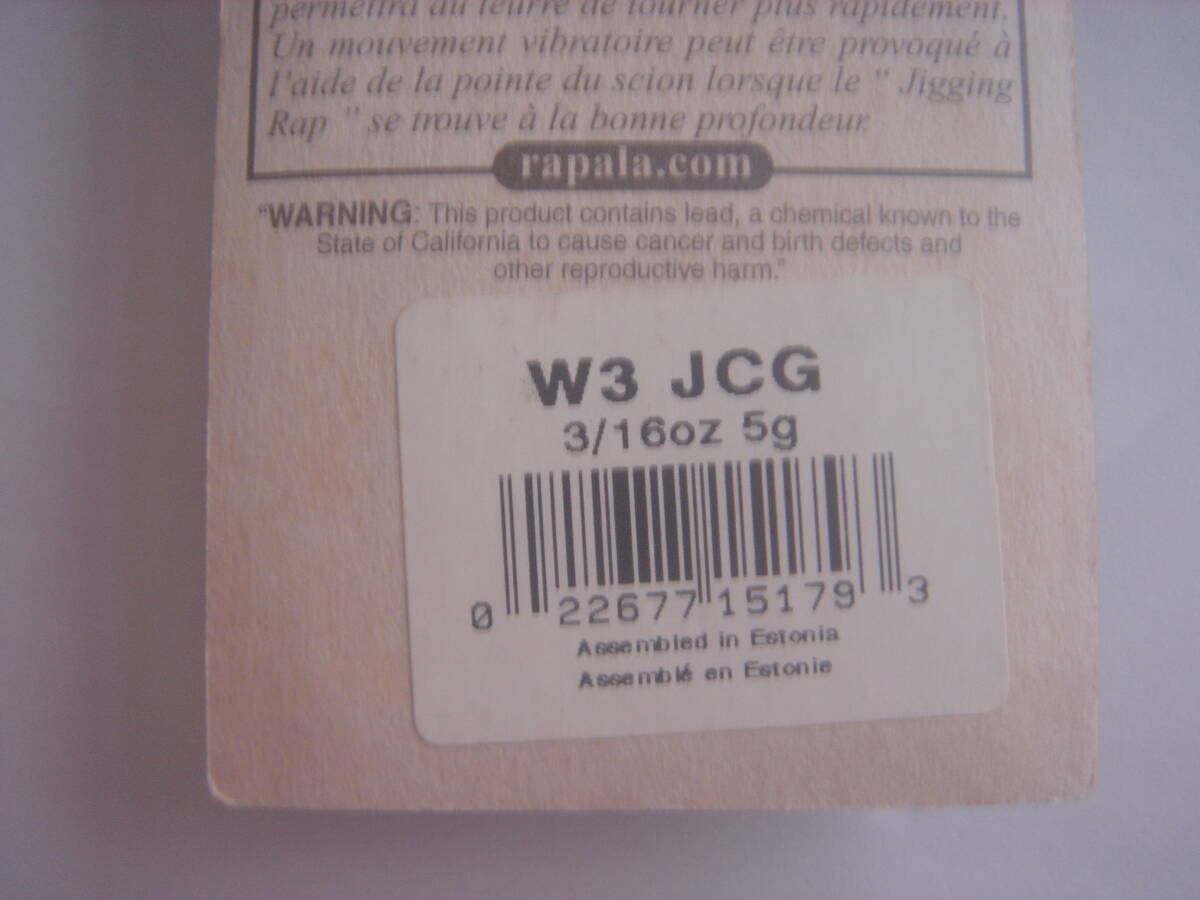 permettra au leurre de tourner plus rapidement.
Un mouvement vibratoire peut être provoqué à
l'aide de la pointe du scion lorsque le " Jigging
Rap " se trouve à la bonne profondeur.
rapala.com
"WARNING: This product contains lead, a chemical known to the
State of California to cause cancer and birth defects and
other reproductive harm."
W3 JCG
3/16oz 5g
0 22677 15179 3
Assembled in Estonia
Assemblé en Estonie